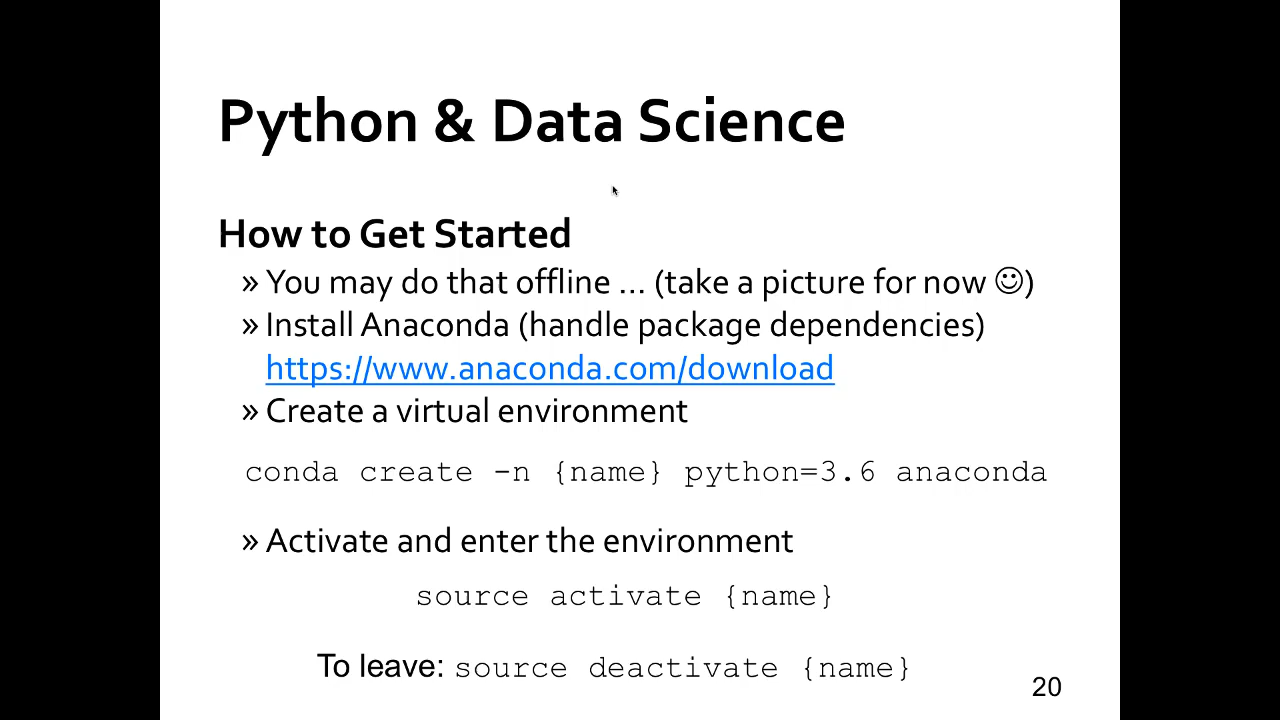 Python & Data Science
How to Get Started
» You may do that offline ... (take a picture for now ☺)
» Install Anaconda (handle package dependencies)
https://www.anaconda.com/download
» Create a virtual environment
conda create -n {name} python=3.6 anaconda
» Activate and enter the environment
source activate {name}
To leave: source deactivate {name}
20